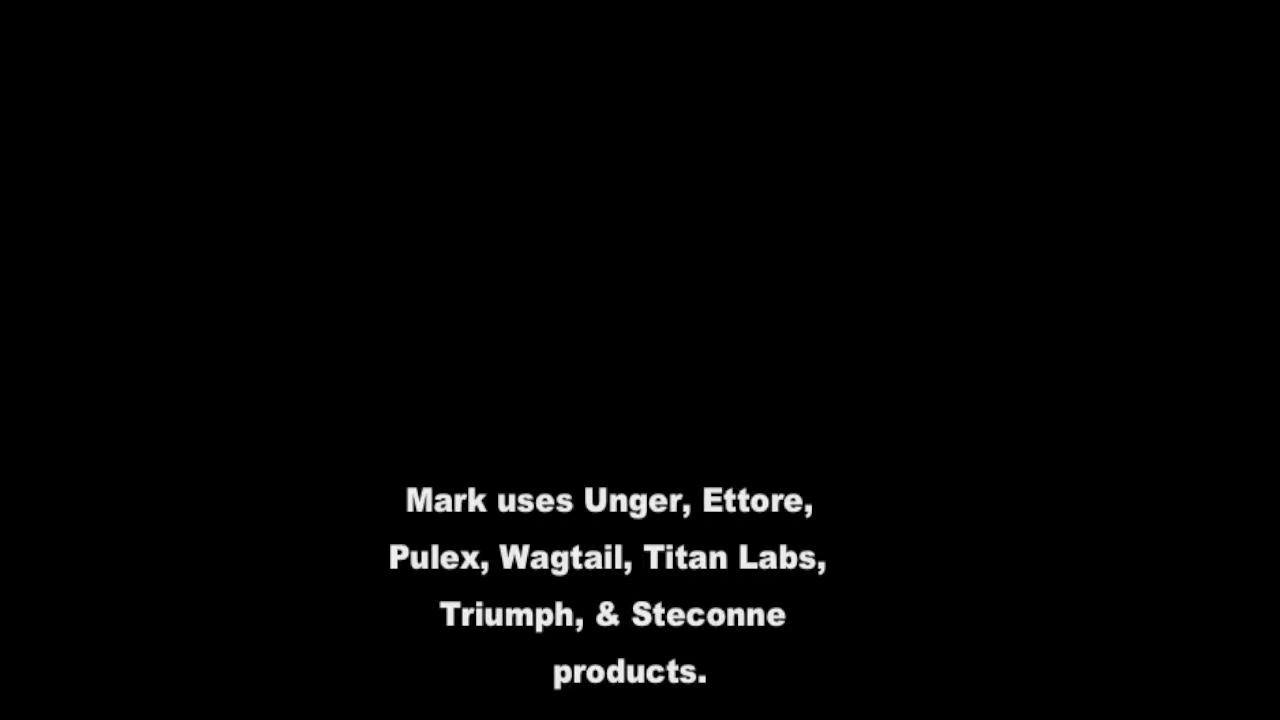 Mark uses Unger, Ettore,
Pulex, Wagtail, Titan Labs,
Triumph, & Steconne
products.